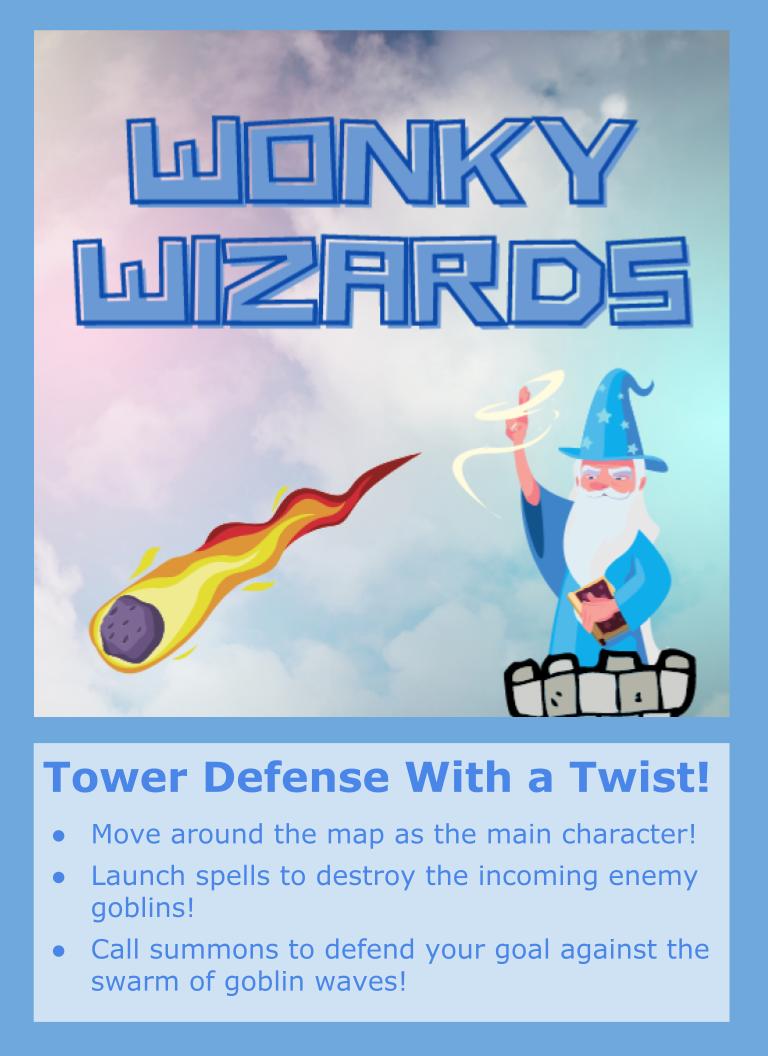 WONKY
WIZARDS
Tower Defense With a Twist!
● Move around the map as the main character!
● Launch spells to destroy the incoming enemy
goblins!
● Call summons to defend your goal against the
swarm of goblin waves!